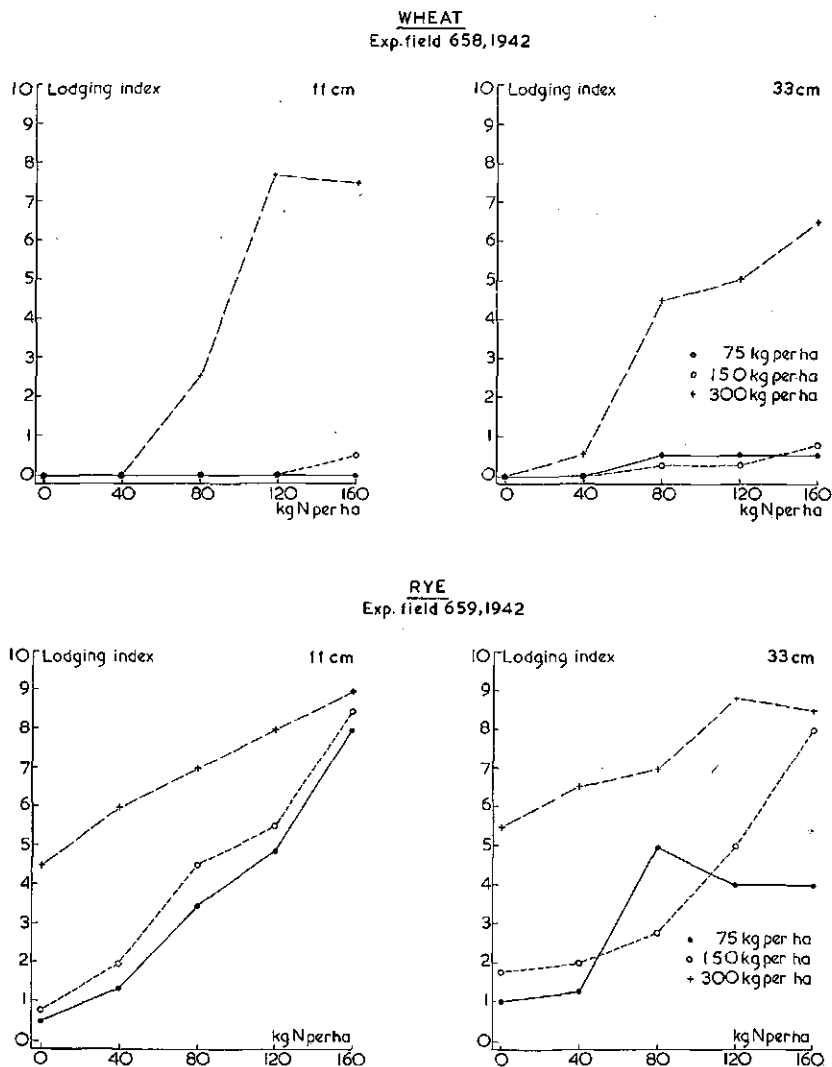 WHEAT
Exp. field 658, 1942
10 Lodging index 11 cm
9
8
7
6
5
4
3
2
1
0
0 40 80 120 160
kg N per ha
10 Lodging index 33 cm
9
8
7
6
5
4
3
2
1
0
75 kg per ha
150 kg per ha
300 kg per ha
0 40 80 120 160
kg N per ha
RYE
Exp. field 659, 1942
10 Lodging index 11 cm
9
8
7
6
5
4
3
2
1
0
kg N per ha
0 40 80 120 160
10 Lodging index 33 cm
9
8
7
6
5
4
3
2
1
0
75 kg per ha
150 kg per ha
300 kg per ha
kg N per ha
0 40 80 120 160